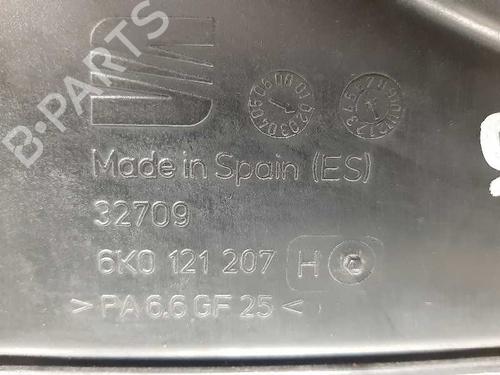 B-PARTS
Made in Spain (ES)
32709
6K0 121 207 H
>PA 6.6 GF 25<